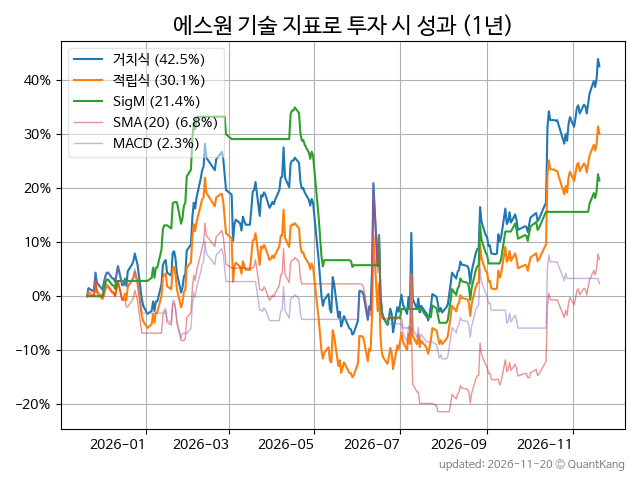 에스원 기술 지표로 투자 시 성과 (1년)
거치식 (42.5%)
적립식 (30.1%)
SigM (21.4%)
SMA(20) (6.8%)
MACD (2.3%)
40%
30%
20%
10%
0%
−10%
−20%
2026-01 2026-03 2026-05 2026-07 2026-09 2026-11
updated: 2026-11-20 © QuantKang